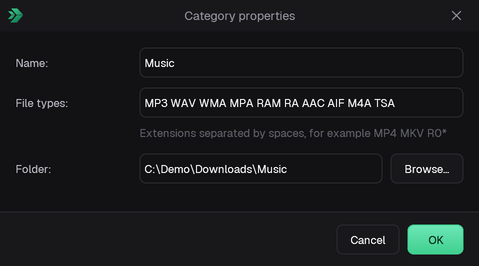 Category properties
Name: Music
File types: MP3 WAV WMA MPA RAM RA AAC AIF M4A TSA
Extensions separated by spaces, for example MP4 MKV R0*
Folder: C:\Demo\Downloads\Music Browse...
Cancel OK